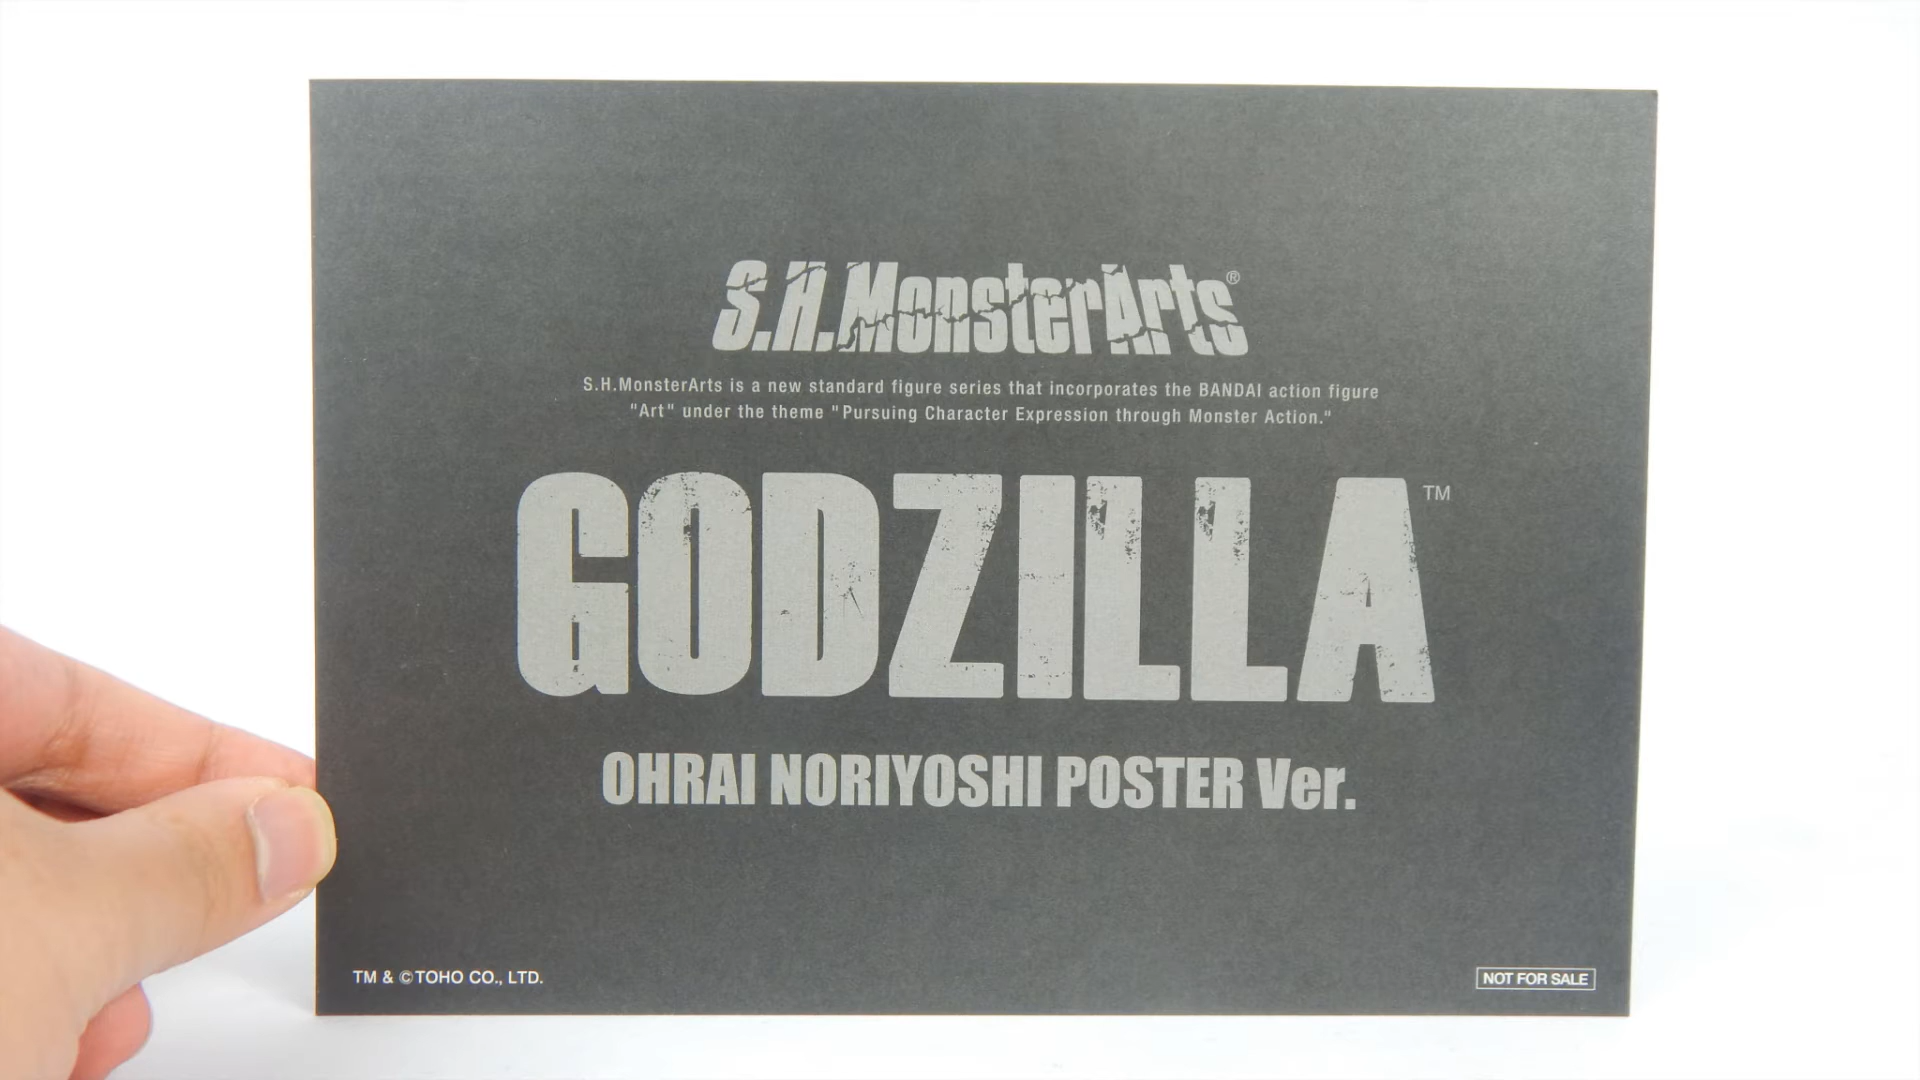 S.H.MonsterArts®
S.H.MonsterArts is a new standard figure series that incorporates the BANDAI action figure
"Art" under the theme "Pursuing Character Expression through Monster Action."
GODZILLA™
OHRAI NORIYOSHI POSTER Ver.
TM & ©TOHO CO., LTD.
NOT FOR SALE